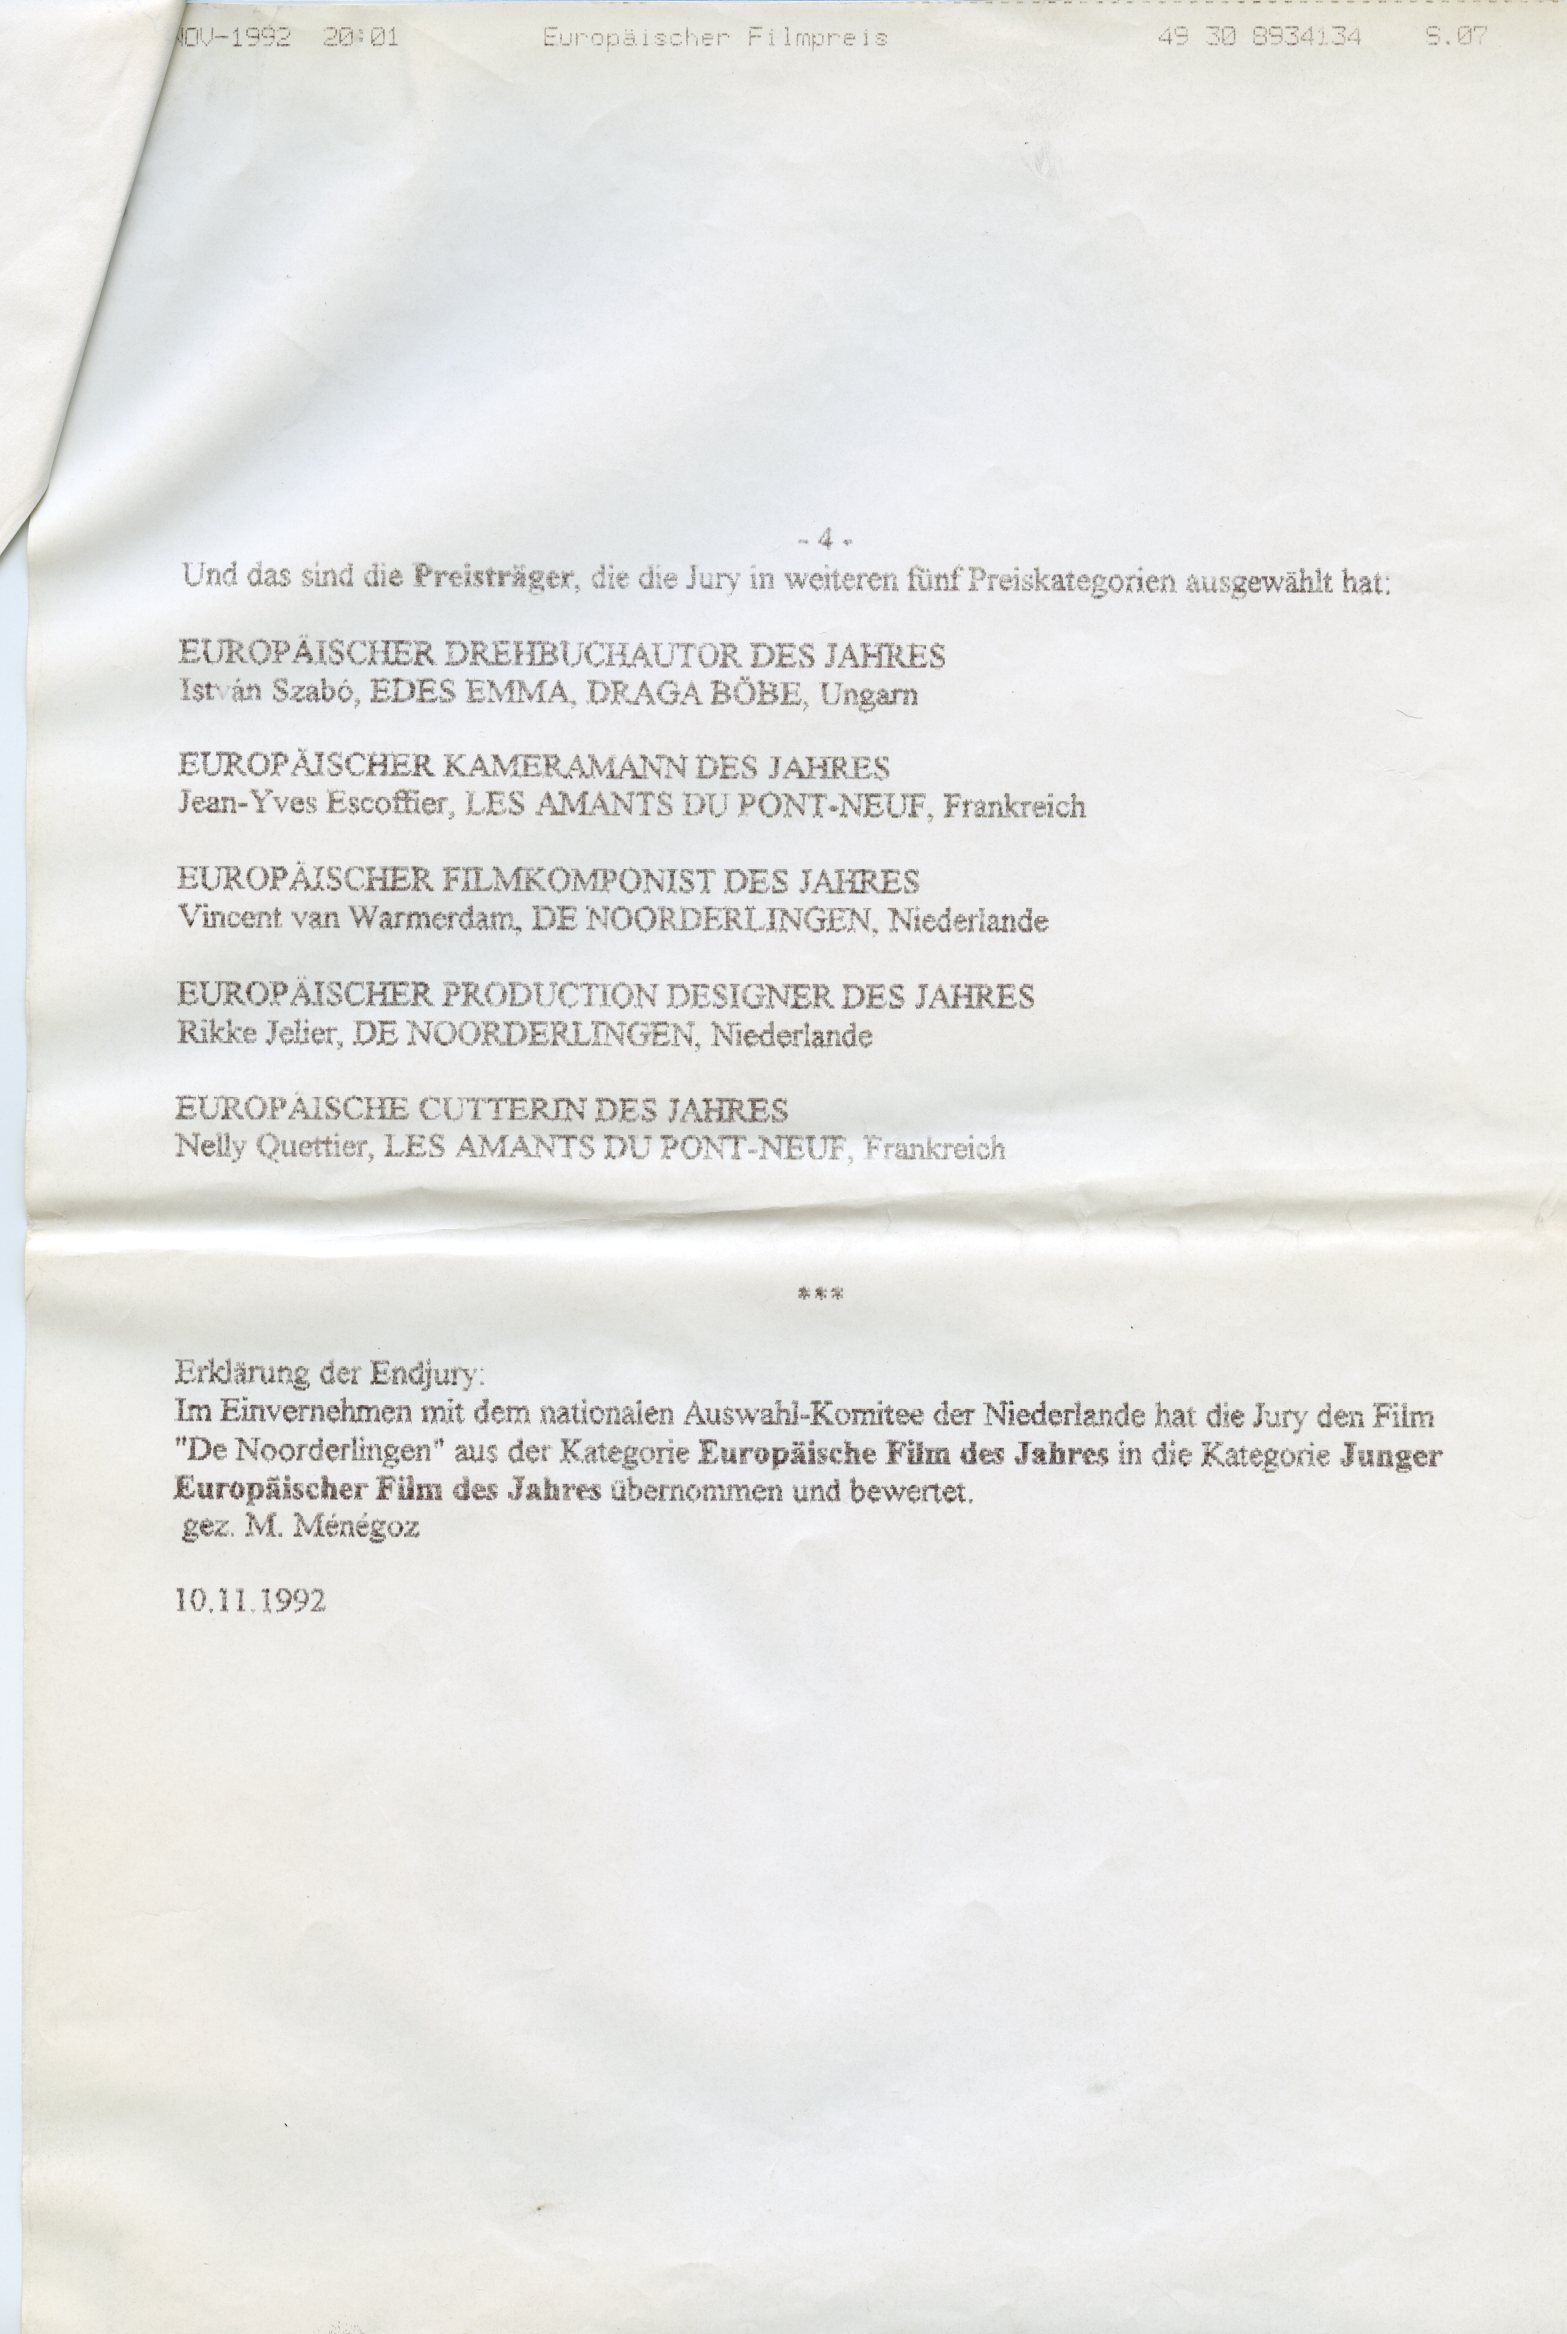 NOV-1992 20:01 Europäischer Filmpreis 49 30 8934134 S.07
- 4 -
Und das sind die Preisträger, die die Jury in weiteren fünf Preiskategorien ausgewählt hat:
EUROPÄISCHER DREHBUCHAUTOR DES JAHRES
István Szabó, EDES EMMA, DRAGA BÖBE, Ungarn
EUROPÄISCHER KAMERAMANN DES JAHRES
Jean-Yves Escoffier, LES AMANTS DU PONT-NEUF, Frankreich
EUROPÄISCHER FILMKOMPONIST DES JAHRES
Vincent van Warmerdam, DE NOORDERLINGEN, Niederlande
EUROPÄISCHER PRODUCTION DESIGNER DES JAHRES
Rikke Jelier, DE NOORDERLINGEN, Niederlande
EUROPÄISCHE CUTTERIN DES JAHRES
Nelly Quettier, LES AMANTS DU PONT-NEUF, Frankreich
***
Erklärung der Endjury:
Im Einvernehmen mit dem nationalen Auswahl-Komitee der Niederlande hat die Jury den Film
"De Noorderlingen" aus der Kategorie Europäische Film des Jahres in die Kategorie Junger
Europäischer Film des Jahres übernommen und bewertet.
gez. M. Ménégoz
10.11.1992